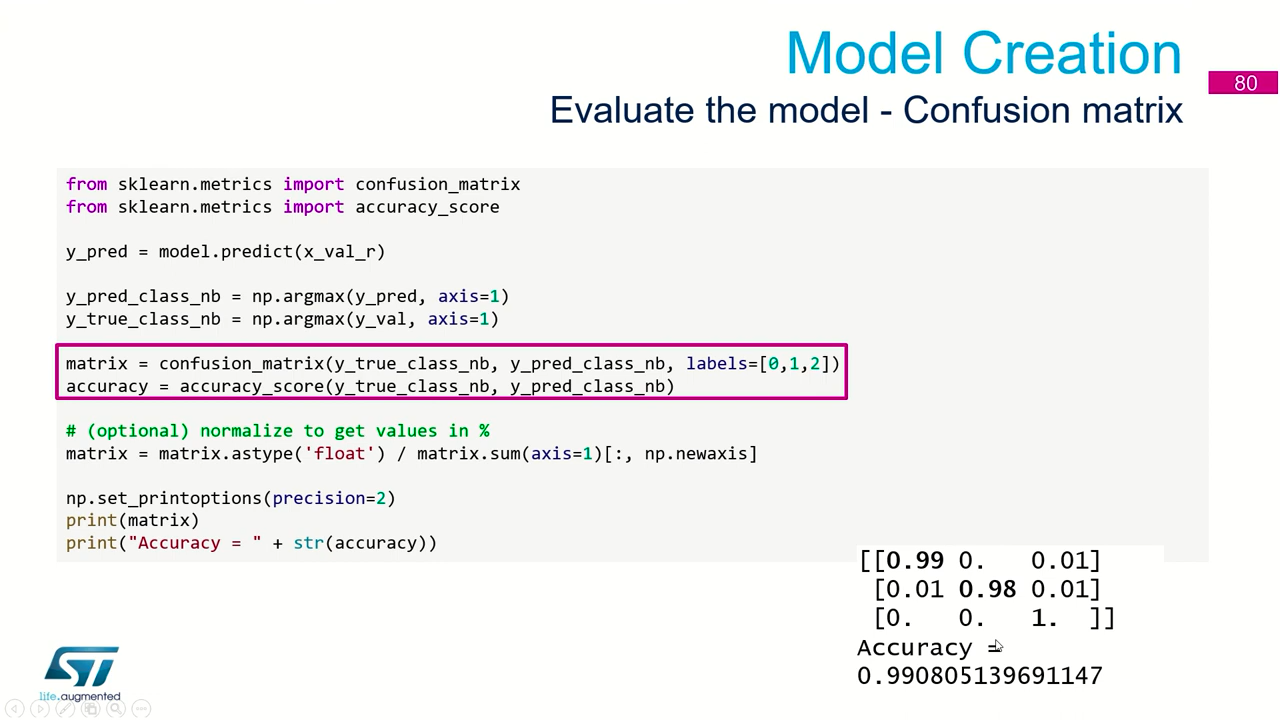 Model Creation
80
Evaluate the model - Confusion matrix
from sklearn.metrics import confusion_matrix
from sklearn.metrics import accuracy_score
y_pred = model.predict(x_val_r)
y_pred_class_nb = np.argmax(y_pred, axis=1)
y_true_class_nb = np.argmax(y_val, axis=1)
matrix = confusion_matrix(y_true_class_nb, y_pred_class_nb, labels=[0,1,2])
accuracy = accuracy_score(y_true_class_nb, y_pred_class_nb)
# (optional) normalize to get values in %
matrix = matrix.astype('float') / matrix.sum(axis=1)[:, np.newaxis]
np.set_printoptions(precision=2)
print(matrix)
print("Accuracy = " + str(accuracy))
[[0.99 0.   0.01]
 [0.01 0.98 0.01]
 [0.   0.   1.  ]]
Accuracy =
0.990805139691147
ST
life.augmented